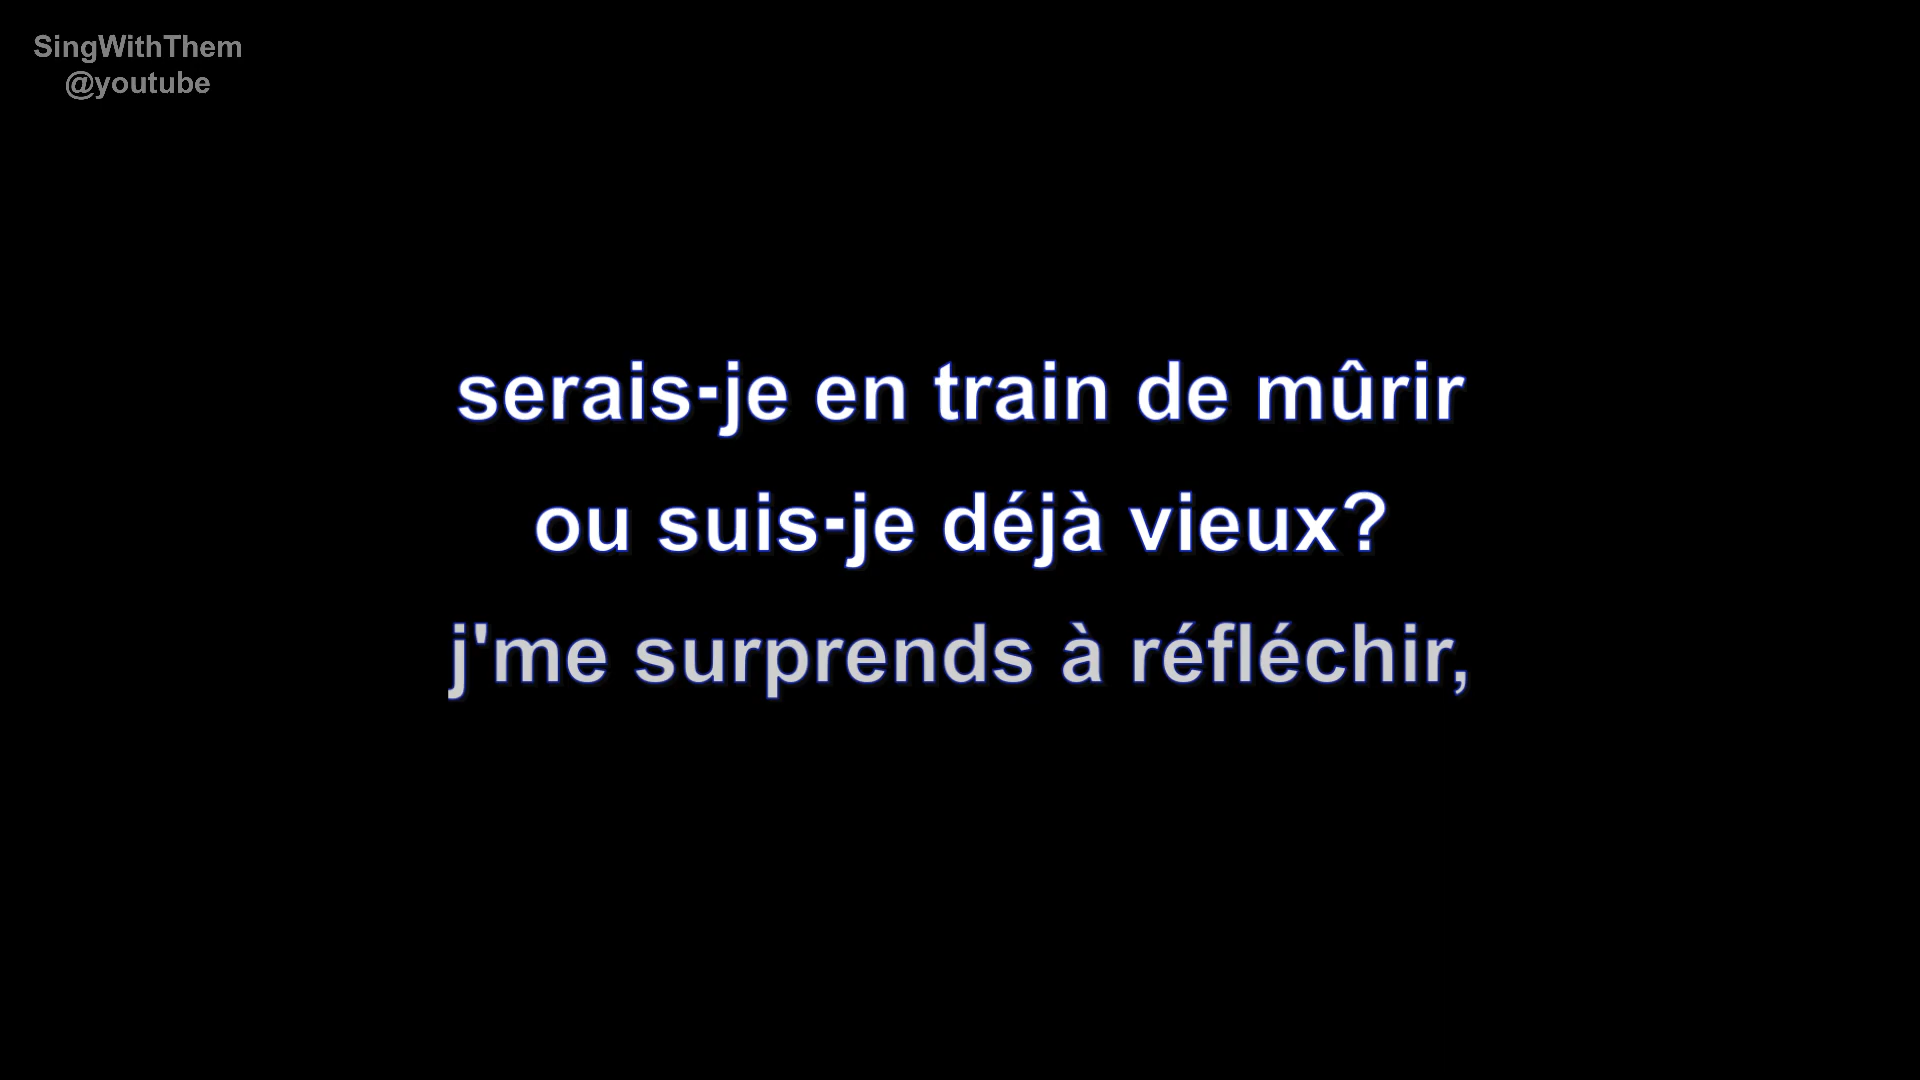 SingWithThem
@youtube
serais-je en train de mûrir
ou suis-je déjà vieux?
j'me surprends à réfléchir,